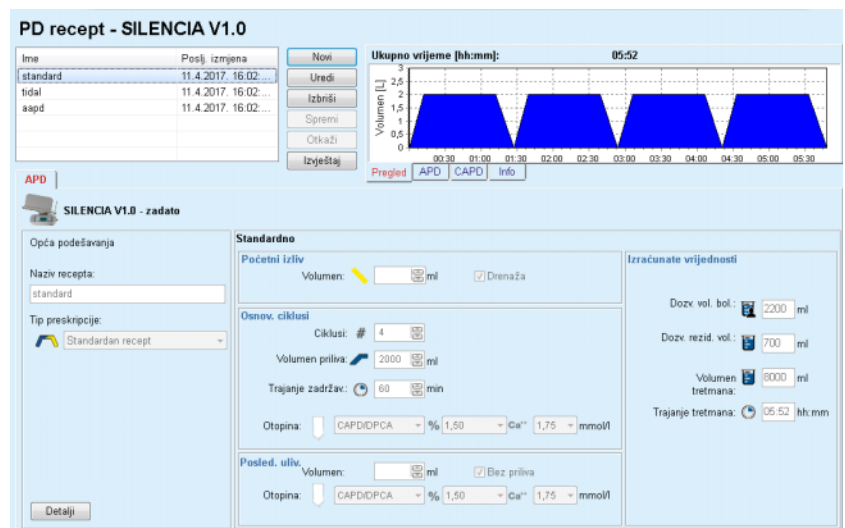 PD recept - SILENCIA V1.0
Ime Poslj. izmjena
standard 11.4.2017. 16:02:...
tidal 11.4.2017. 16:02:...
aapd 11.4.2017. 16:02:...
Novi
Uredi
Izbriši
Spremi
Otkaži
Izvještaj
Ukupno vrijeme [hh:mm]: 05:52
Volumen [L]
3
2,5
2
1,5
1
0,5
0
00:30 01:00 01:30 02:00 02:30 03:00 03:30 04:00 04:30 05:00 05:30
Pregled APD CAPD Info
APD
SILENCIA V1.0 - zadato
Opća podešavanja
Naziv recepta:
standard
Tip preskripcije:
Standardan recept
Detalji
Standardno
Početni izliv
Volumen: ml Drenaža
Osnov. ciklusi
Ciklusi: # 4
Volumen priliva: 2000 ml
Trajanje zadržav.: 60 min
Otopina: CAPD/DPCA % 1,50 Ca⁺⁺ 1,75 mmol/l
Posled. uliv.
Volumen: ml Bez priliva
Otopina: CAPD/DPCA % 1,50 Ca⁺⁺ 1,75 mmol/l
Izračunate vrijednosti
Dozv. vol. bol.: 2200 ml
Dozv. rezid. vol.: 700 ml
Volumen tretmana: 8000 ml
Trajanje tretmana: 05:52 hh:mm